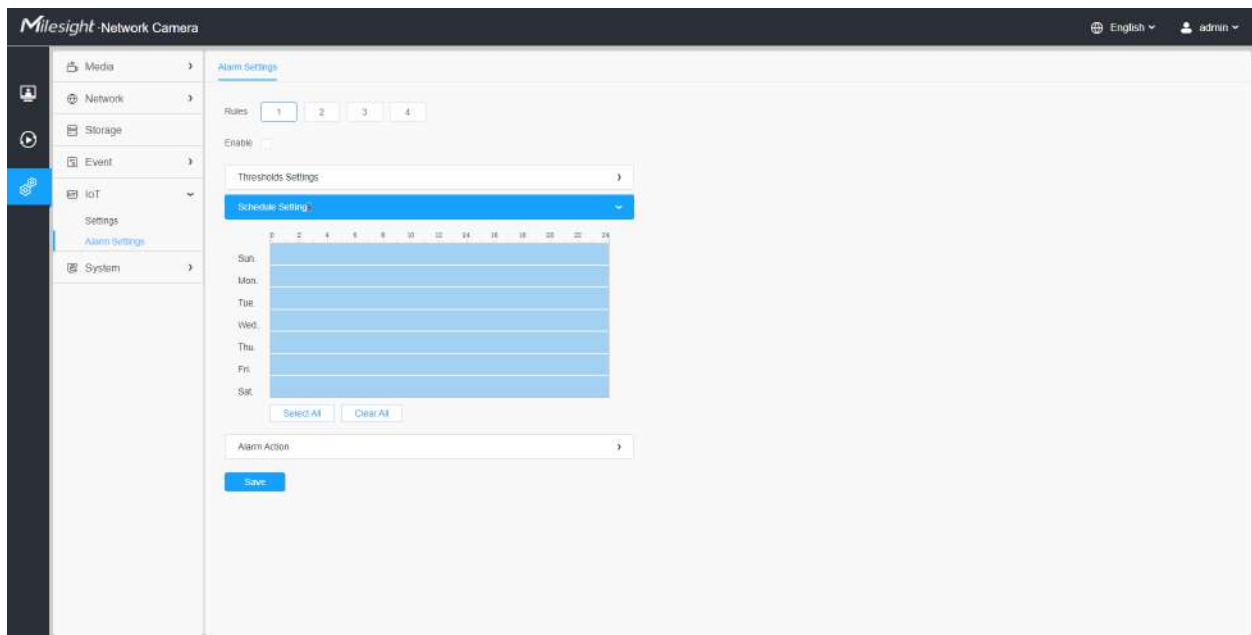 Milesight Network Camera
English
admin
Media
Network
Storage
Event
IoT
Settings
Alarm Settings
System
Alarm Settings
Rules 1 2 3 4
Enable
Thresholds Settings
Schedule Settings
0 2 4 6 8 10 12 14 16 18 20 22 24
Sun.
Mon.
Tue.
Wed.
Thu.
Fri.
Sat.
Select All Clear All
Alarm Action
Save